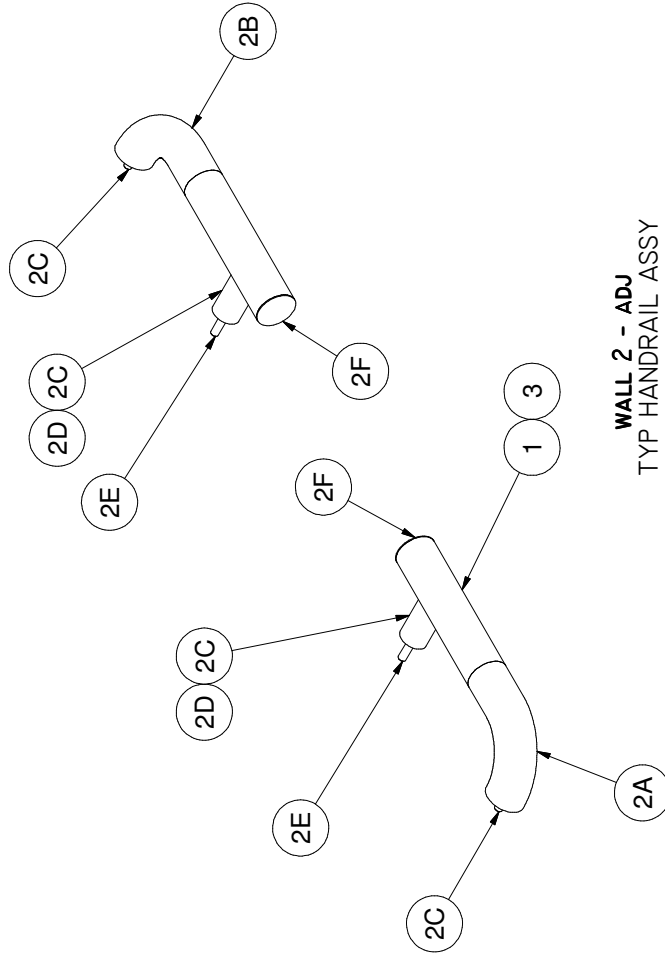 2C
2D 2C
2E
2D 2C
2B
2E
2F
2F
2C
1 3
2A
WALL 2 - ADJ
TYP HANDRAIL ASSY